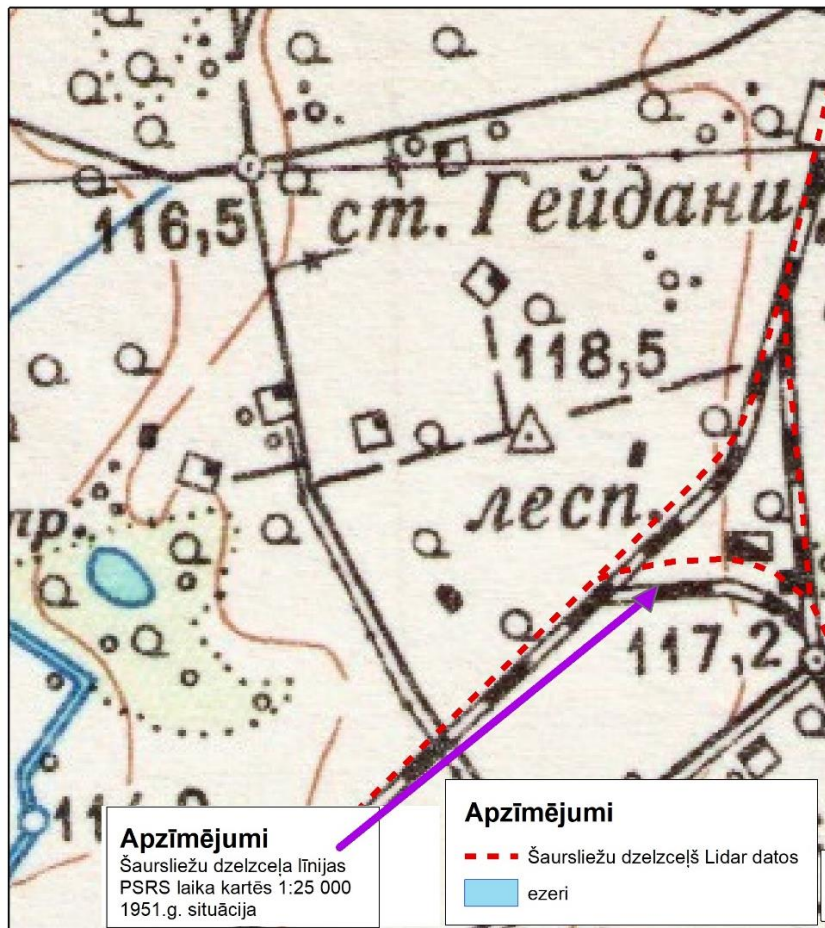 116,5
ст. Гейдани
118,5
лесп.
пр.
117,2
Apzīmējumi
Šaursliežu dzelzceļa līnijas
PSRS laika kartēs 1:25 000
1951.g. situācija
Apzīmējumi
Šaursliežu dzelzceļš Lidar datos
ezeri